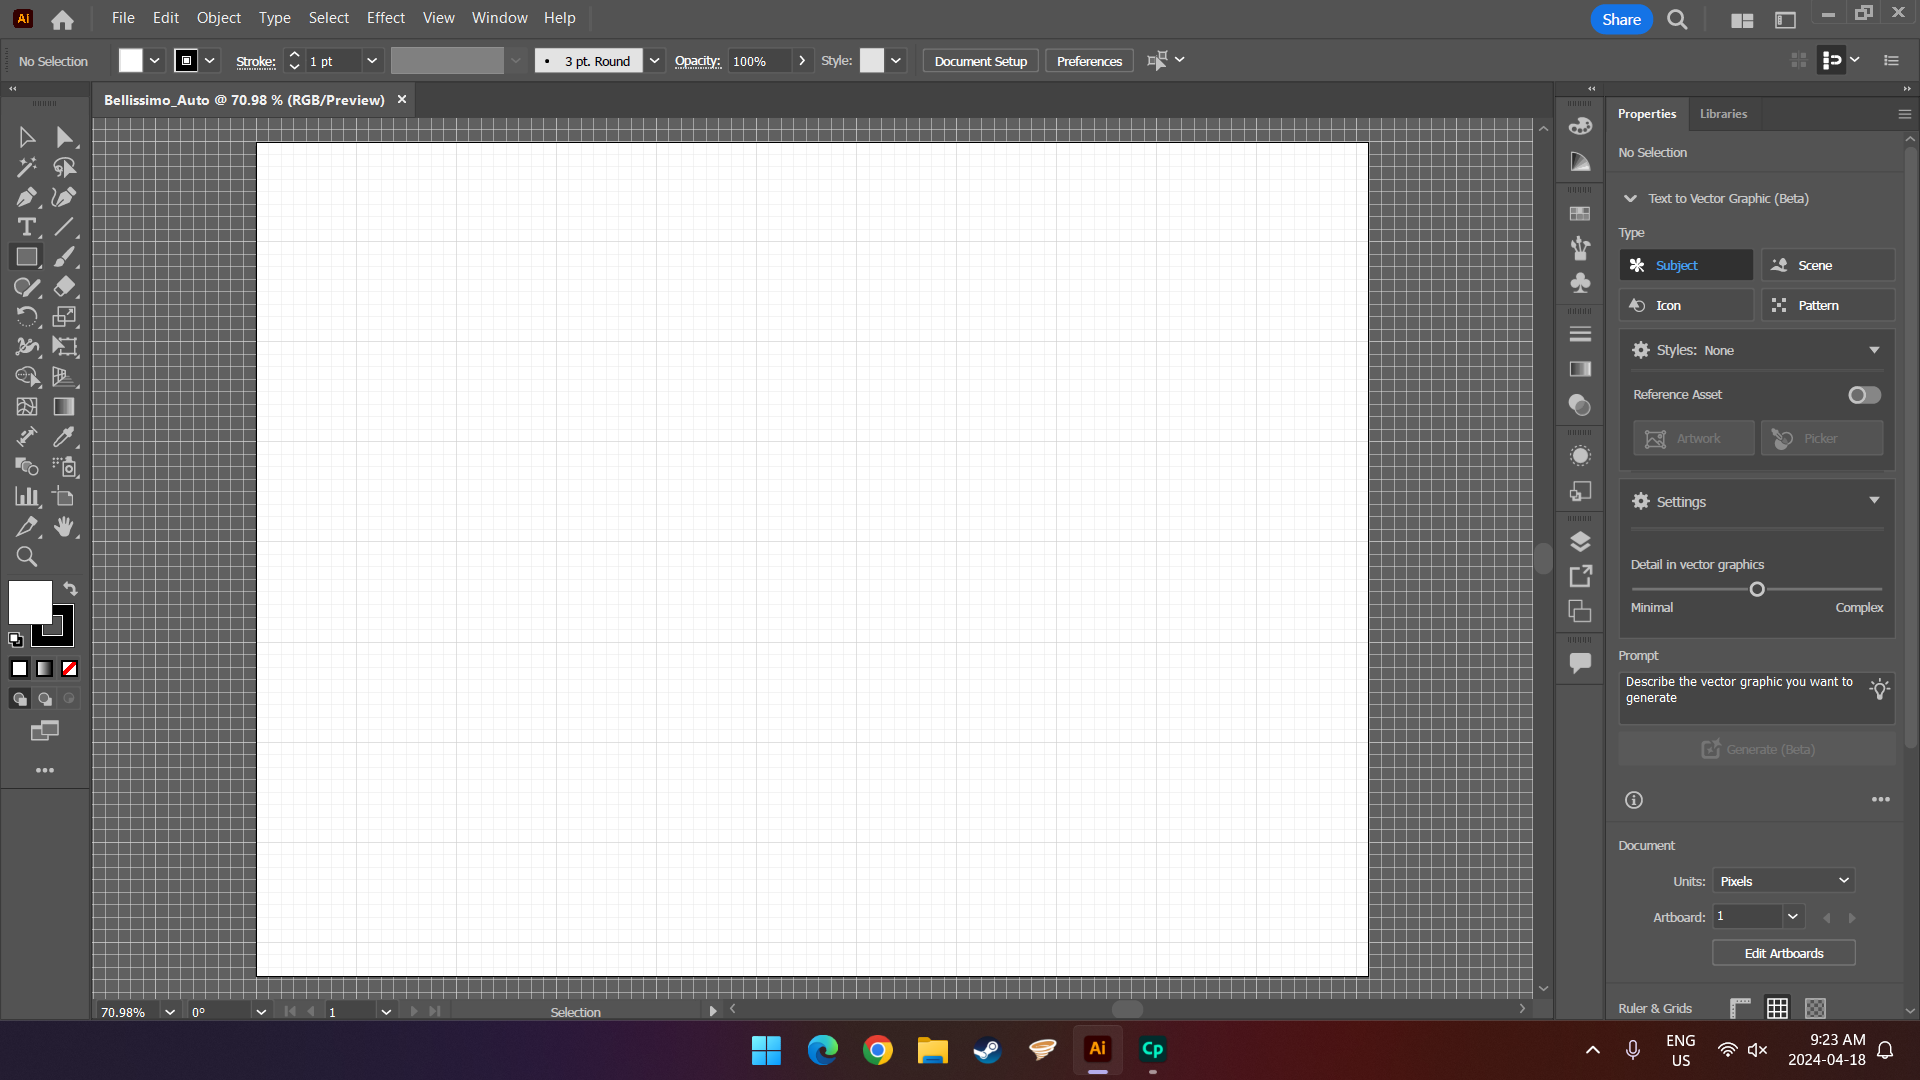 Ai File Edit Object Type Select Effect View Window Help Share
No Selection Stroke: 1 pt 3 pt. Round Opacity: 100% Style: Document Setup Preferences
Bellissimo_Auto @ 70.98 % (RGB/Preview)
Properties Libraries
No Selection
Text to Vector Graphic (Beta)
Type
Subject Scene
Icon Pattern
Styles: None
Reference Asset
Artwork Picker
Settings
Detail in vector graphics
Minimal Complex
Prompt
Describe the vector graphic you want to
generate
Generate (Beta)
Document
Units: Pixels
Artboard: 1
Edit Artboards
Ruler & Grids
70.98% 0° 1 Selection
Ai Cp
ENG
US
9:23 AM
2024-04-18